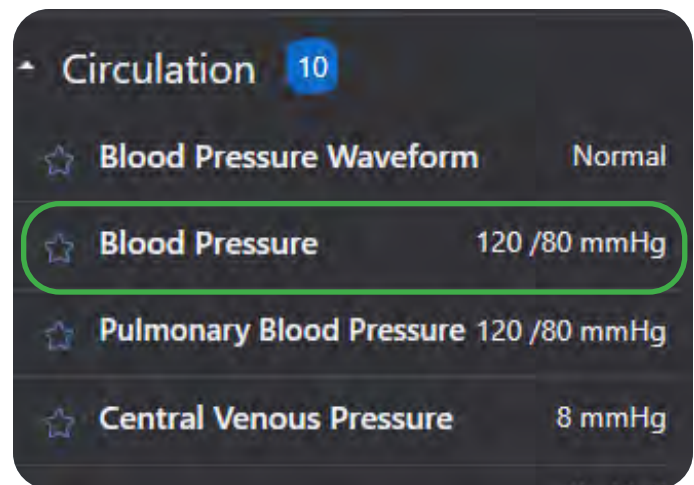 Circulation 10
Blood Pressure Waveform Normal
Blood Pressure 120 /80 mmHg
Pulmonary Blood Pressure 120 /80 mmHg
Central Venous Pressure 8 mmHg